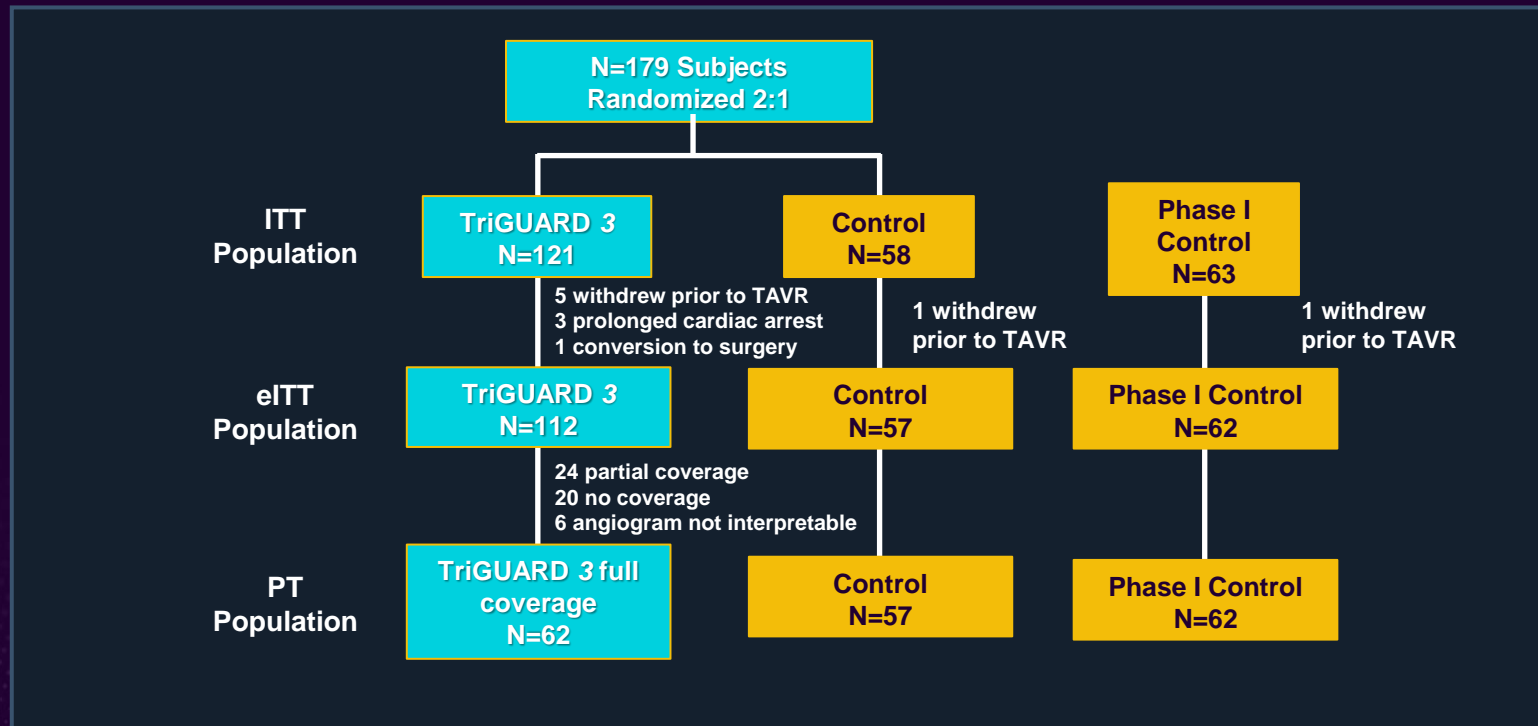 N=179 Subjects
Randomized 2:1
ITT
Population
TriGUARD 3
N=121
Control
N=58
Phase I
Control
N=63
5 withdrew prior to TAVR
3 prolonged cardiac arrest
1 conversion to surgery
1 withdrew
prior to TAVR
1 withdrew
prior to TAVR
eITT
Population
TriGUARD 3
N=112
Control
N=57
Phase I Control
N=62
24 partial coverage
20 no coverage
6 angiogram not interpretable
PT
Population
TriGUARD 3 full
coverage
N=62
Control
N=57
Phase I Control
N=62